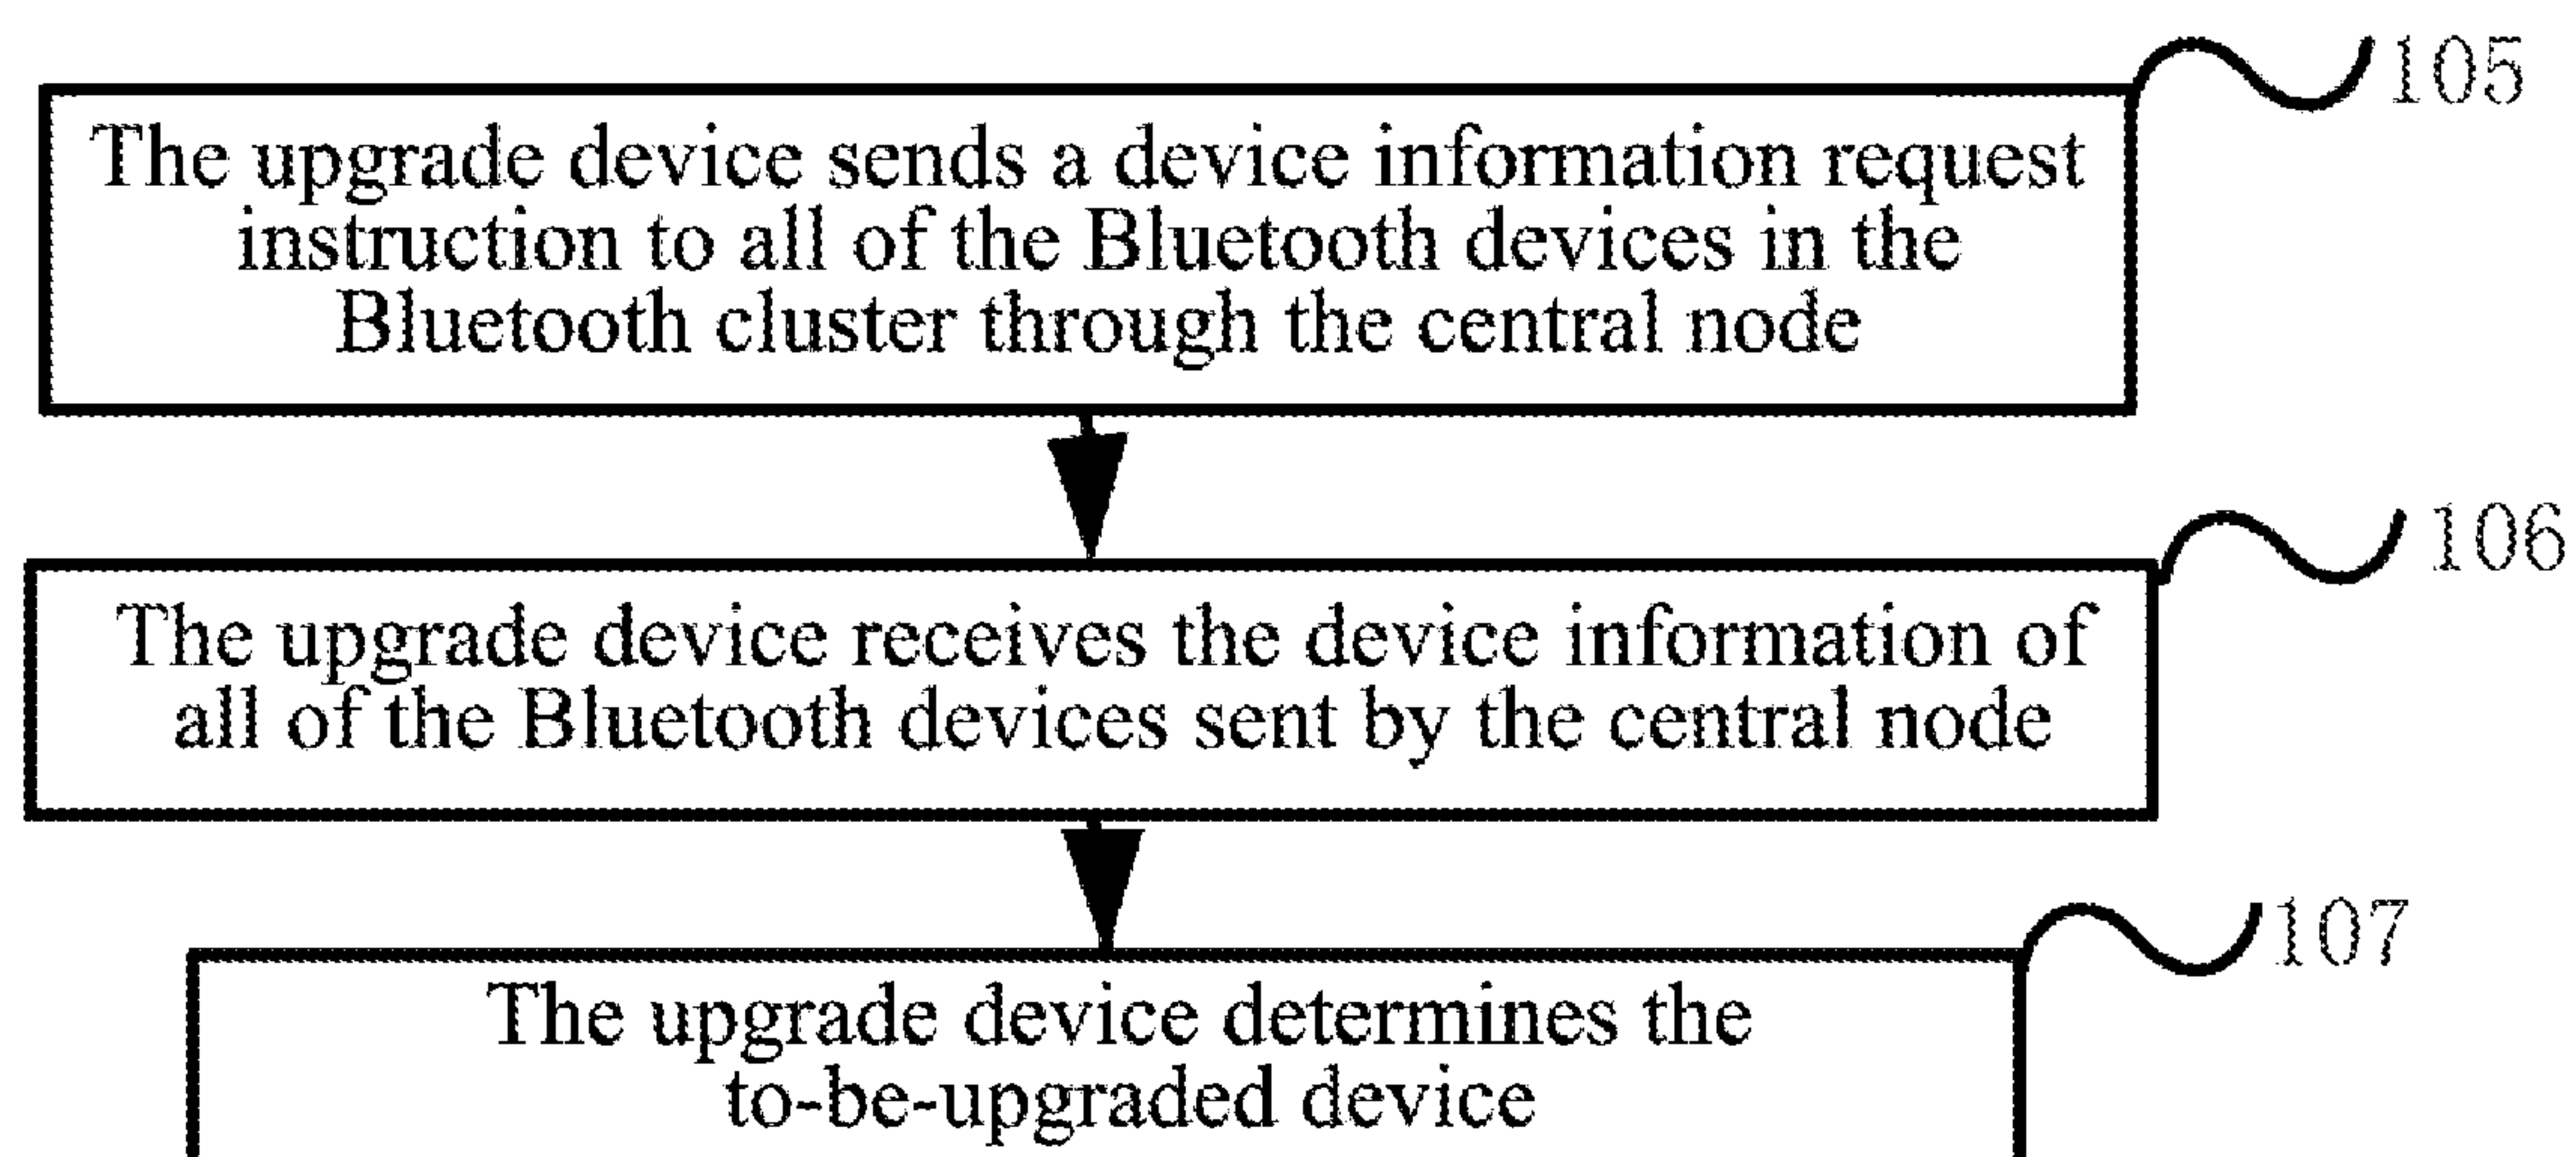 105
The upgrade device sends a device information request
instruction to all of the Bluetooth devices in the
Bluetooth cluster through the central node
106
The upgrade device receives the device information of
all of the Bluetooth devices sent by the central node
107
The upgrade device determines the
to-be-upgraded device